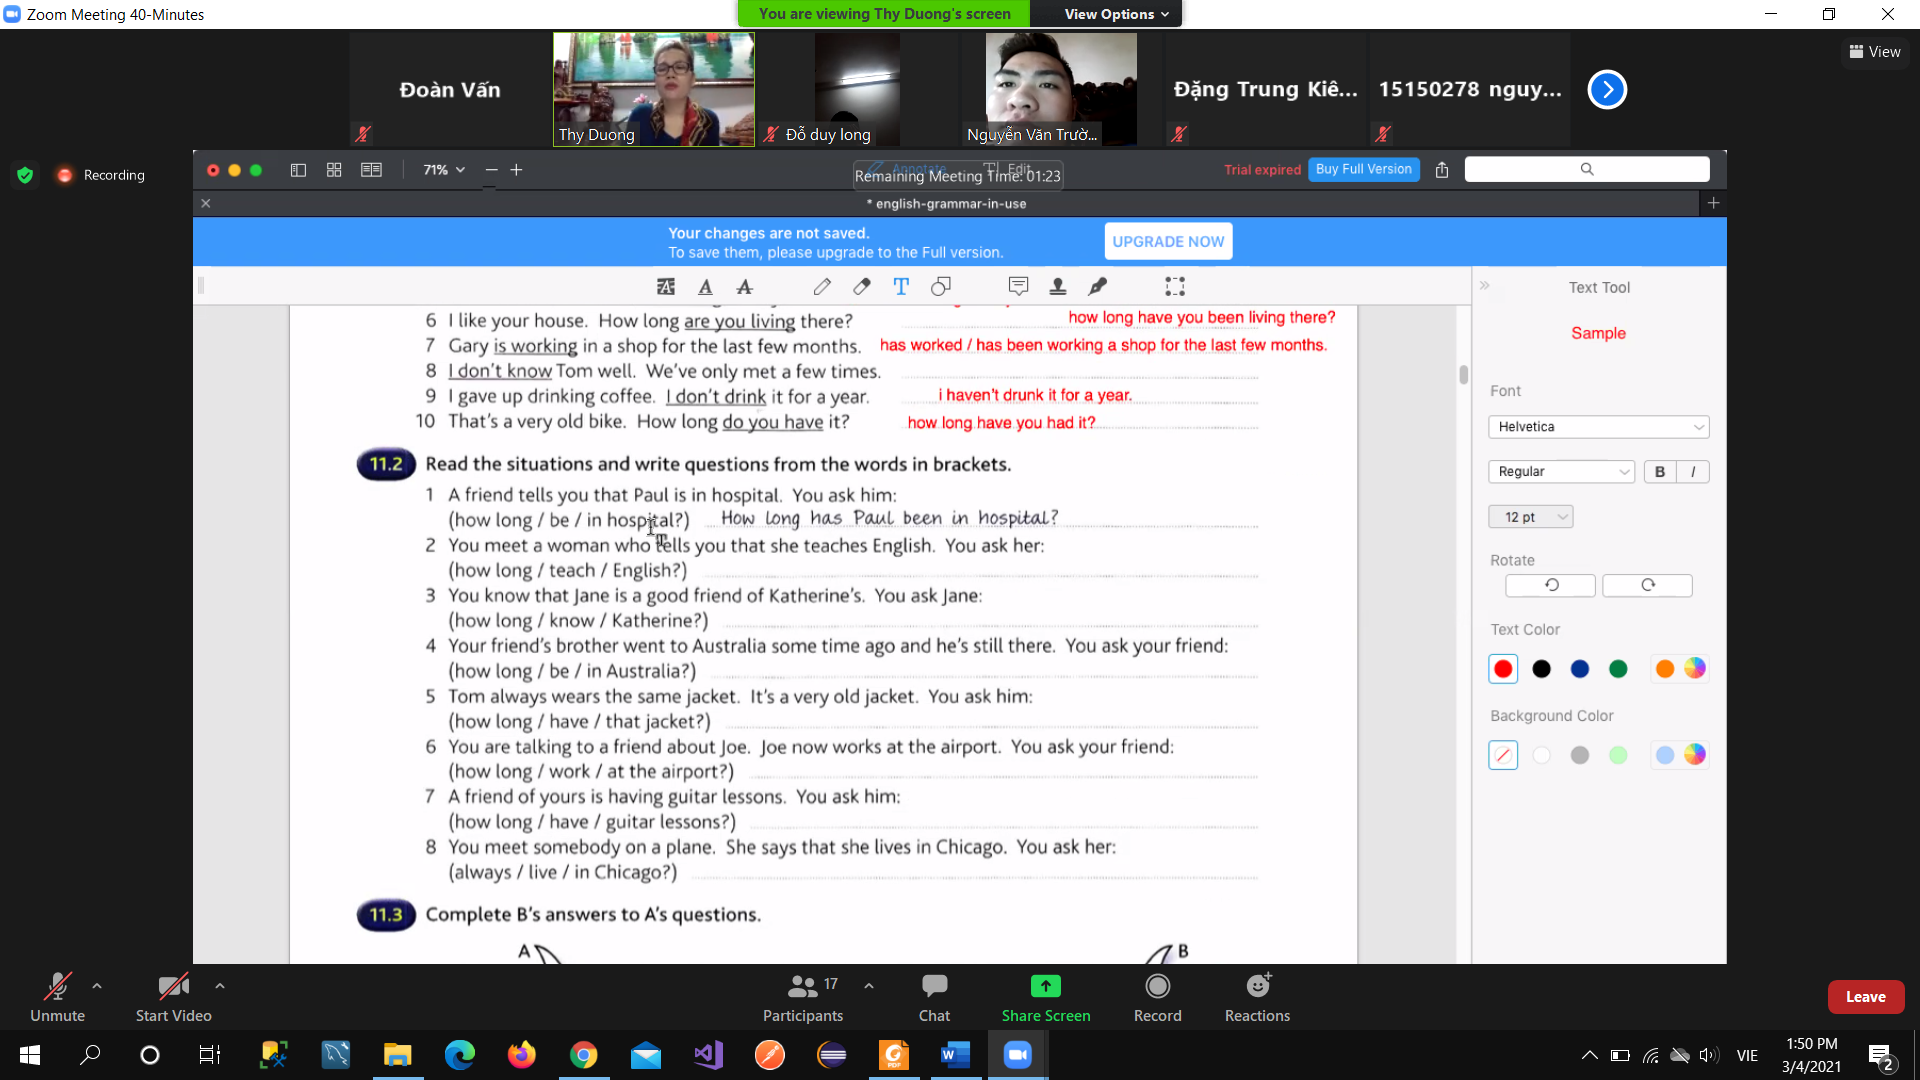 Zoom Meeting 40-Minutes
You are viewing Thy Duong's screen
View Options
View
Đoàn Vấn
Thy Duong
Đỗ duy long
Nguyễn Văn Trườ...
Đặng Trung Kiê...
15150278 nguy...
Recording
71%
Annotate
Edit
Remaining Meeting Time: 01:23
Trial expired
Buy Full Version
* english-grammar-in-use
Your changes are not saved.
To save them, please upgrade to the Full version.
UPGRADE NOW
6 I like your house. How long are you living there? how long have you been living there?
7 Gary is working in a shop for the last few months. has worked / has been working a shop for the last few months.
8 I don't know Tom well. We've only met a few times.
9 I gave up drinking coffee. I don't drink it for a year. i haven't drunk it for a year.
10 That's a very old bike. How long do you have it? how long have you had it?
11.2 Read the situations and write questions from the words in brackets.
1 A friend tells you that Paul is in hospital. You ask him:
(how long / be / in hospital?) How long has Paul been in hospital?
2 You meet a woman who tells you that she teaches English. You ask her:
(how long / teach / English?)
3 You know that Jane is a good friend of Katherine's. You ask Jane:
(how long / know / Katherine?)
4 Your friend's brother went to Australia some time ago and he's still there. You ask your friend:
(how long / be / in Australia?)
5 Tom always wears the same jacket. It's a very old jacket. You ask him:
(how long / have / that jacket?)
6 You are talking to a friend about Joe. Joe now works at the airport. You ask your friend:
(how long / work / at the airport?)
7 A friend of yours is having guitar lessons. You ask him:
(how long / have / guitar lessons?)
8 You meet somebody on a plane. She says that she lives in Chicago. You ask her:
(always / live / in Chicago?)
11.3 Complete B's answers to A's questions.
A
B
Text Tool
Sample
Font
Helvetica
Regular
B
I
12 pt
Rotate
Text Color
Background Color
Unmute
Start Video
17
Participants
Chat
Share Screen
Record
Reactions
Leave
VIE
1:50 PM
3/4/2021
2